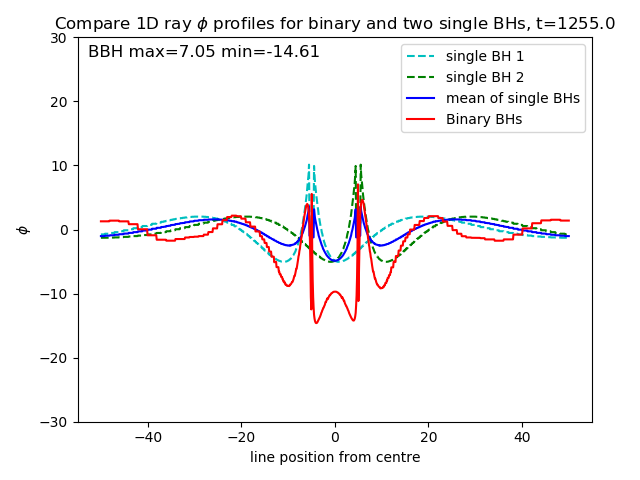 Compare 1D ray ϕ profiles for binary and two single BHs, t=1255.0
BBH max=7.05 min=-14.61
single BH 1
single BH 2
mean of single BHs
Binary BHs
30
20
10
0
−10
−20
−30
ϕ
−40
−20
0
20
40
line position from centre